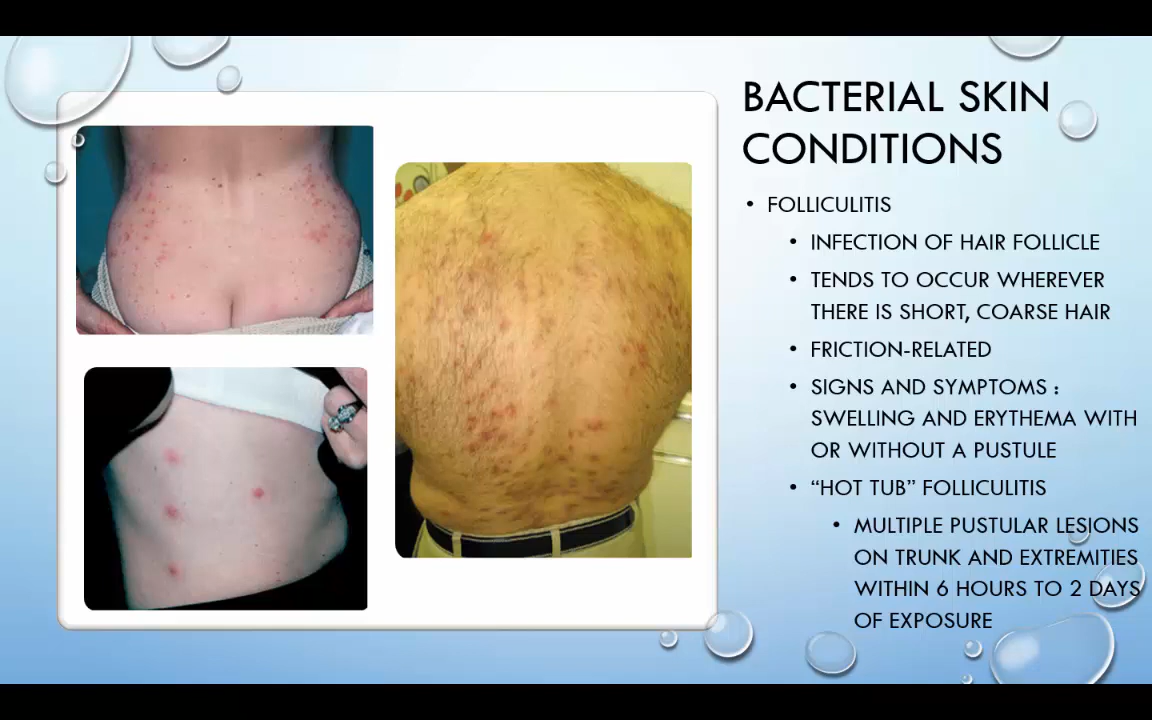 BACTERIAL SKIN
CONDITIONS
• FOLLICULITIS
• INFECTION OF HAIR FOLLICLE
• TENDS TO OCCUR WHEREVER
THERE IS SHORT, COARSE HAIR
• FRICTION-RELATED
• SIGNS AND SYMPTOMS :
SWELLING AND ERYTHEMA WITH
OR WITHOUT A PUSTULE
• “HOT TUB” FOLLICULITIS
• MULTIPLE PUSTULAR LESIONS
ON TRUNK AND EXTREMITIES
WITHIN 6 HOURS TO 2 DAYS
OF EXPOSURE